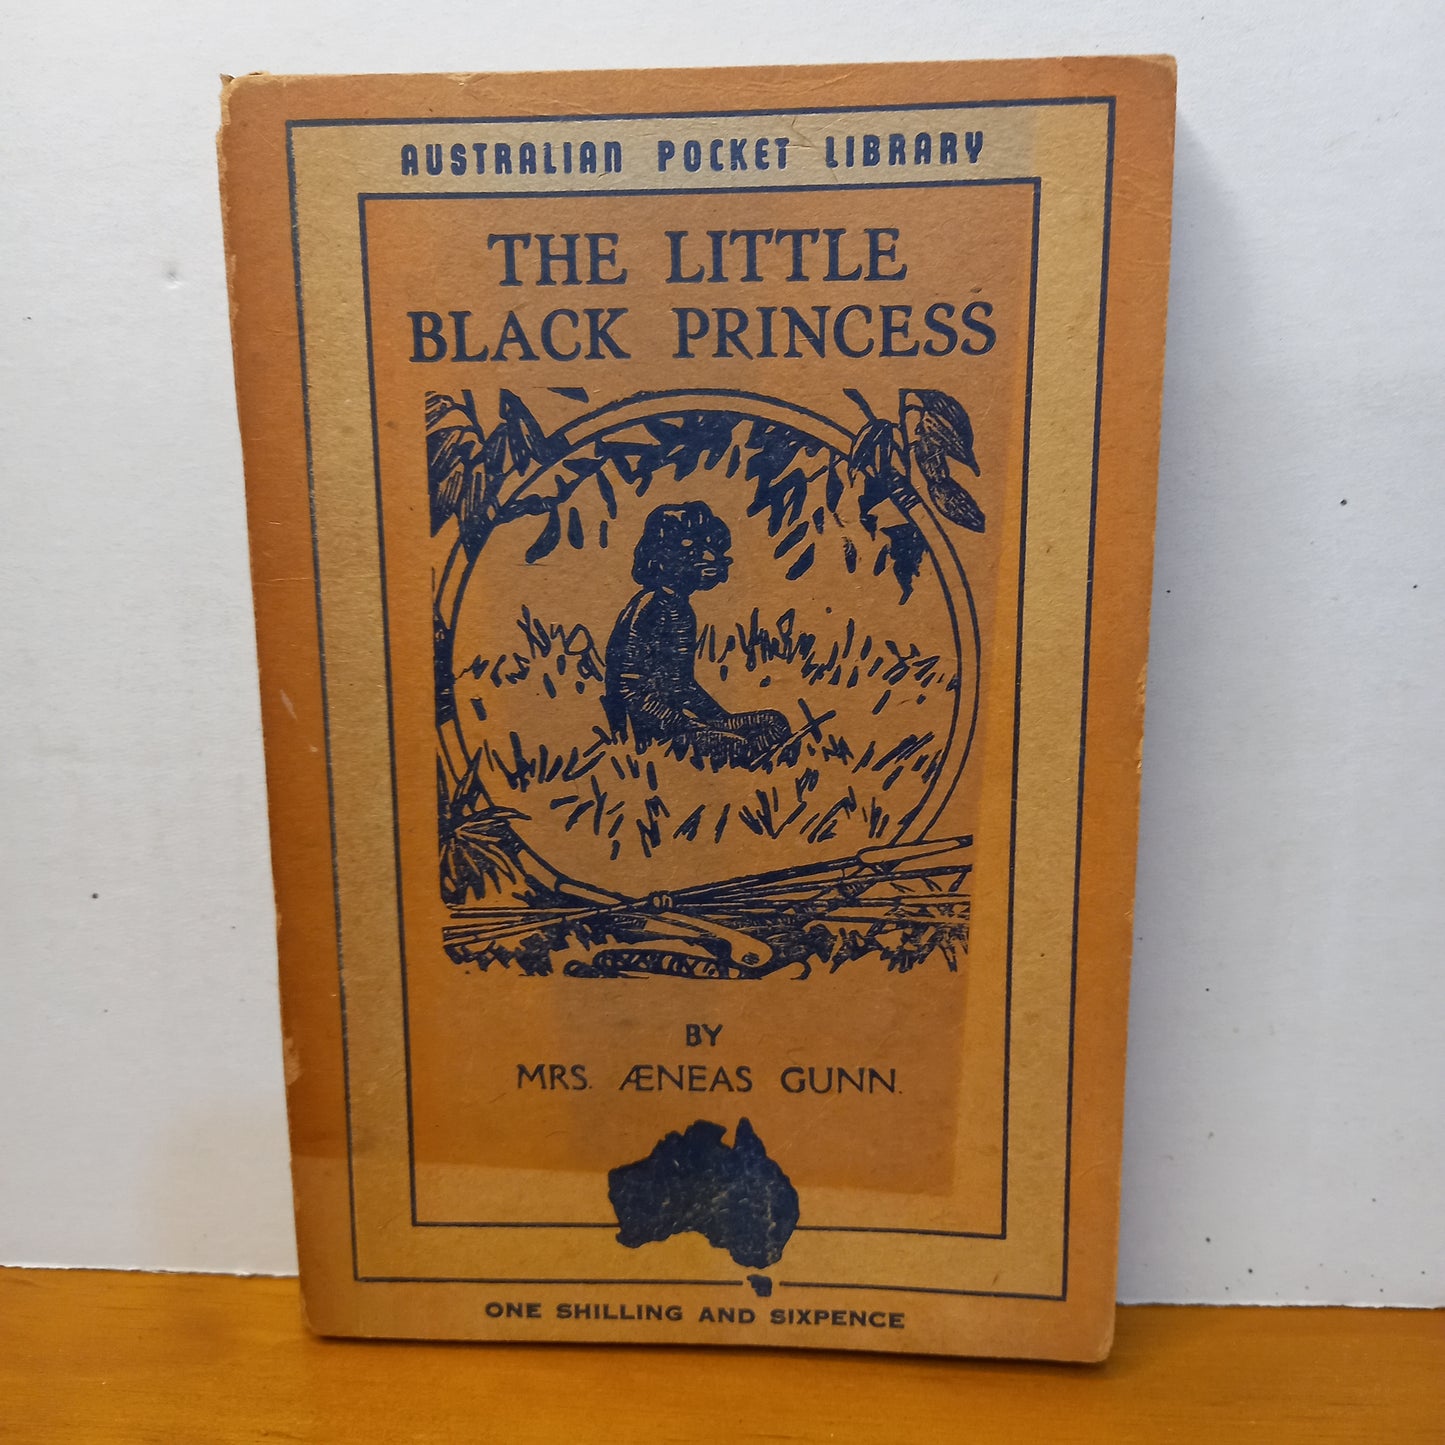 AUSTRALIAN POCKET LIBRARY
THE LITTLE
BLACK PRINCESS
BY
MRS. ÆNEAS GUNN.
ONE SHILLING AND SIXPENCE